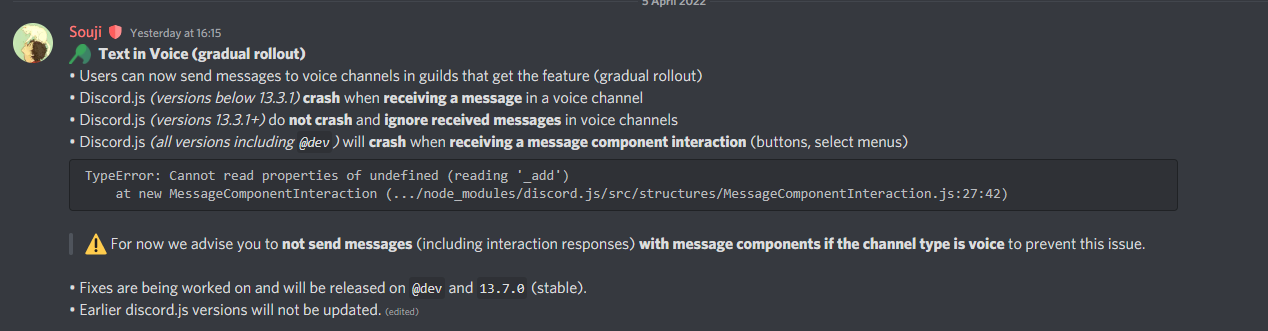 5 April 2022
Souji Yesterday at 16:15
Text in Voice (gradual rollout)
• Users can now send messages to voice channels in guilds that get the feature (gradual rollout)
• Discord.js (versions below 13.3.1) crash when receiving a message in a voice channel
• Discord.js (versions 13.3.1+) do not crash and ignore received messages in voice channels
• Discord.js (all versions including @dev ) will crash when receiving a message component interaction (buttons, select menus)
TypeError: Cannot read properties of undefined (reading '_add')
at new MessageComponentInteraction (.../node_modules/discord.js/src/structures/MessageComponentInteraction.js:27:42)
For now we advise you to not send messages (including interaction responses) with message components if the channel type is voice to prevent this issue.
• Fixes are being worked on and will be released on @dev and 13.7.0 (stable).
• Earlier discord.js versions will not be updated. (edited)